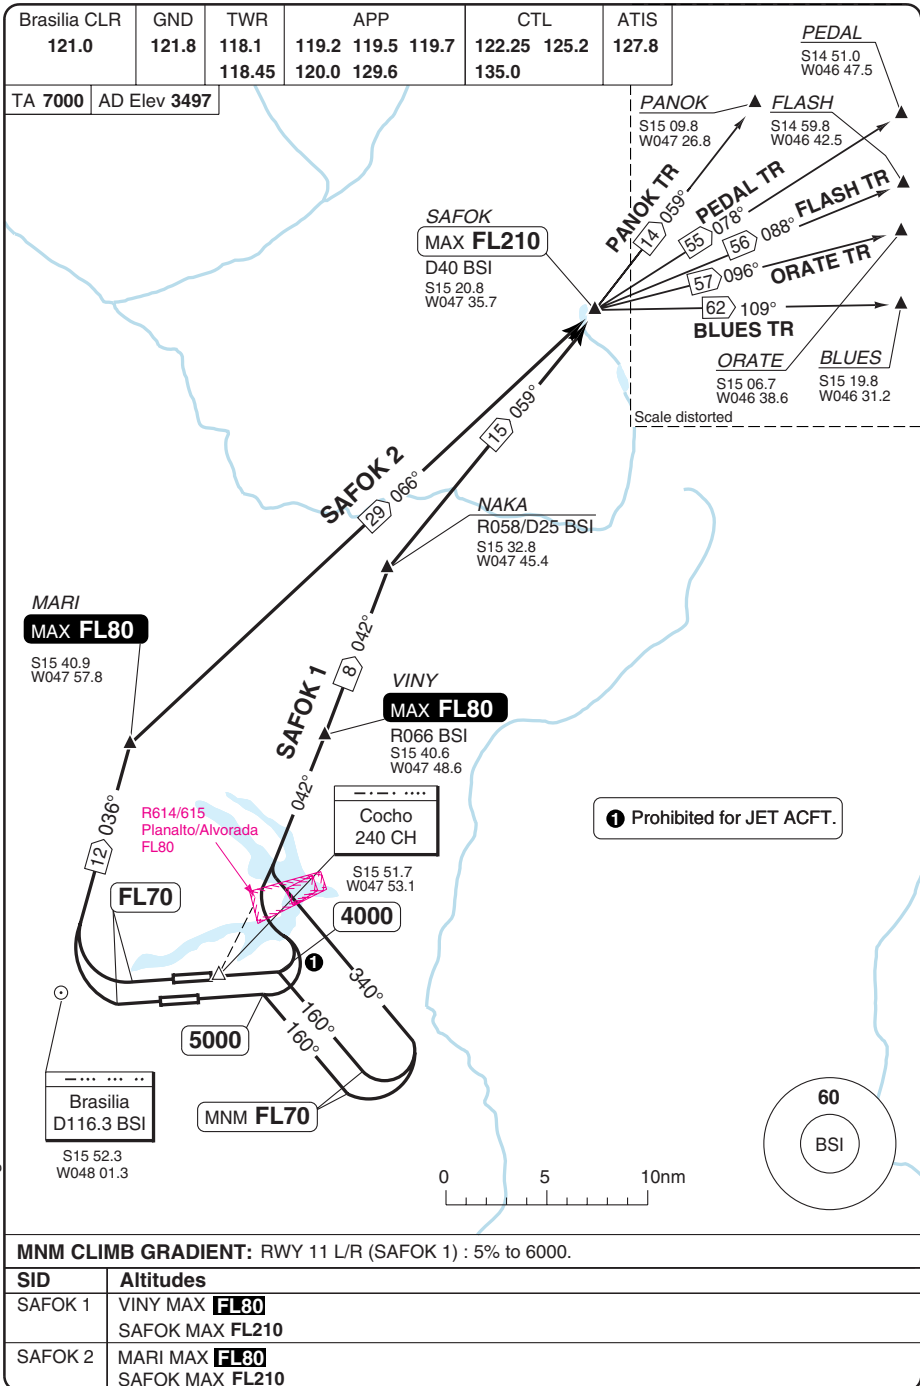 Brasilia CLR GND TWR APP CTL ATIS
121.0 121.8 118.1 119.2 119.5 119.7 122.25 125.2 127.8
118.45 120.0 129.6 135.0
TA 7000 AD Elev 3497
PEDAL
S14 51.0
W046 47.5
PANOK
S15 09.8
W047 26.8
FLASH
S14 59.8
W046 42.5
PANOK TR
14 059°
PEDAL TR
55 078°
FLASH TR
56 088°
ORATE TR
57 096°
62 109°
BLUES TR
ORATE
S15 06.7
W046 38.6
BLUES
S15 19.8
W046 31.2
Scale distorted
SAFOK
MAX FL210
D40 BSI
S15 20.8
W047 35.7
SAFOK 2
29 066°
15 059°
NAKA
R058/D25 BSI
S15 32.8
W047 45.4
MARI
MAX FL80
S15 40.9
W047 57.8
SAFOK 1
8 042°
VINY
MAX FL80
R066 BSI
S15 40.6
W047 48.6
042°
12 036°
R614/615
Planalto/Alvorada
FL80
Cocho
240 CH
S15 51.7
W047 53.1
1 Prohibited for JET ACFT.
FL70
4000
1
340°
160°
160°
5000
MNM FL70
Brasilia
D116.3 BSI
S15 52.3
W048 01.3
0 5 10nm
60
BSI
MNM CLIMB GRADIENT: RWY 11 L/R (SAFOK 1) : 5% to 6000.
SID Altitudes
SAFOK 1 VINY MAX FL80
SAFOK MAX FL210
SAFOK 2 MARI MAX FL80
SAFOK MAX FL210